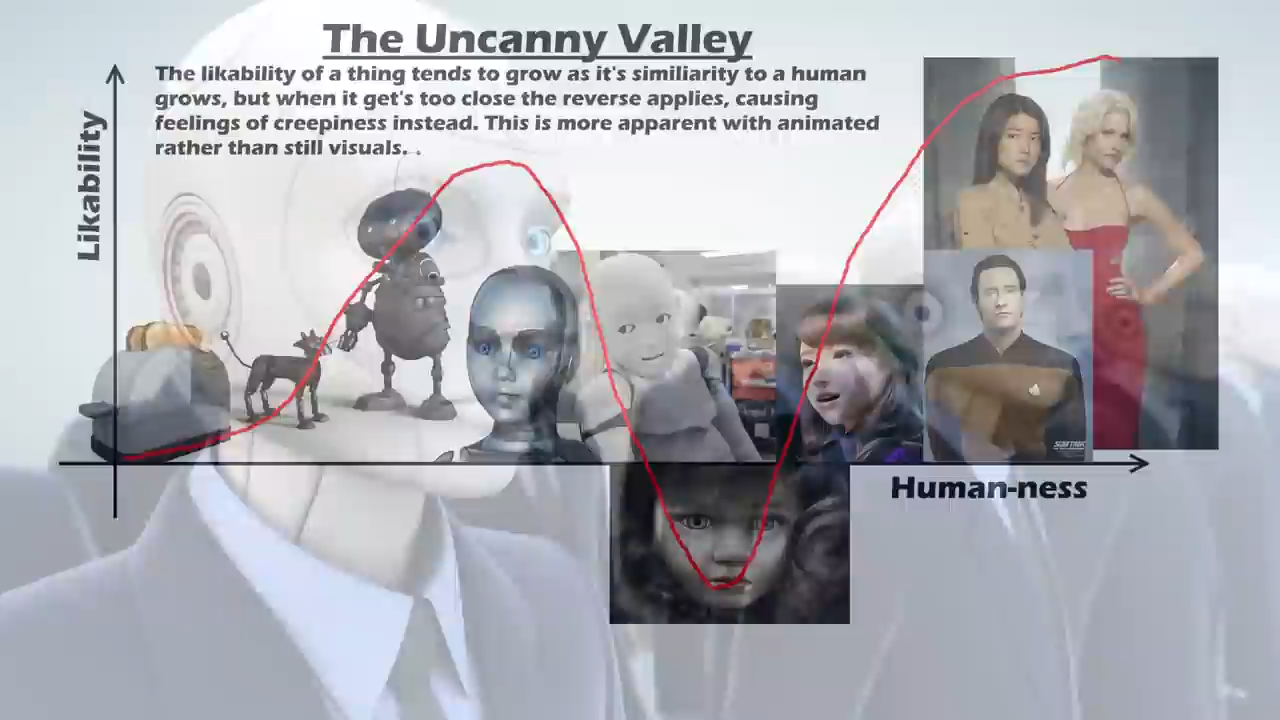 The Uncanny Valley
The likability of a thing tends to grow as it's similiarity to a human
grows, but when it get's too close the reverse applies, causing
feelings of creepiness instead. This is more apparent with animated
rather than still visuals. .
Likability
Human-ness